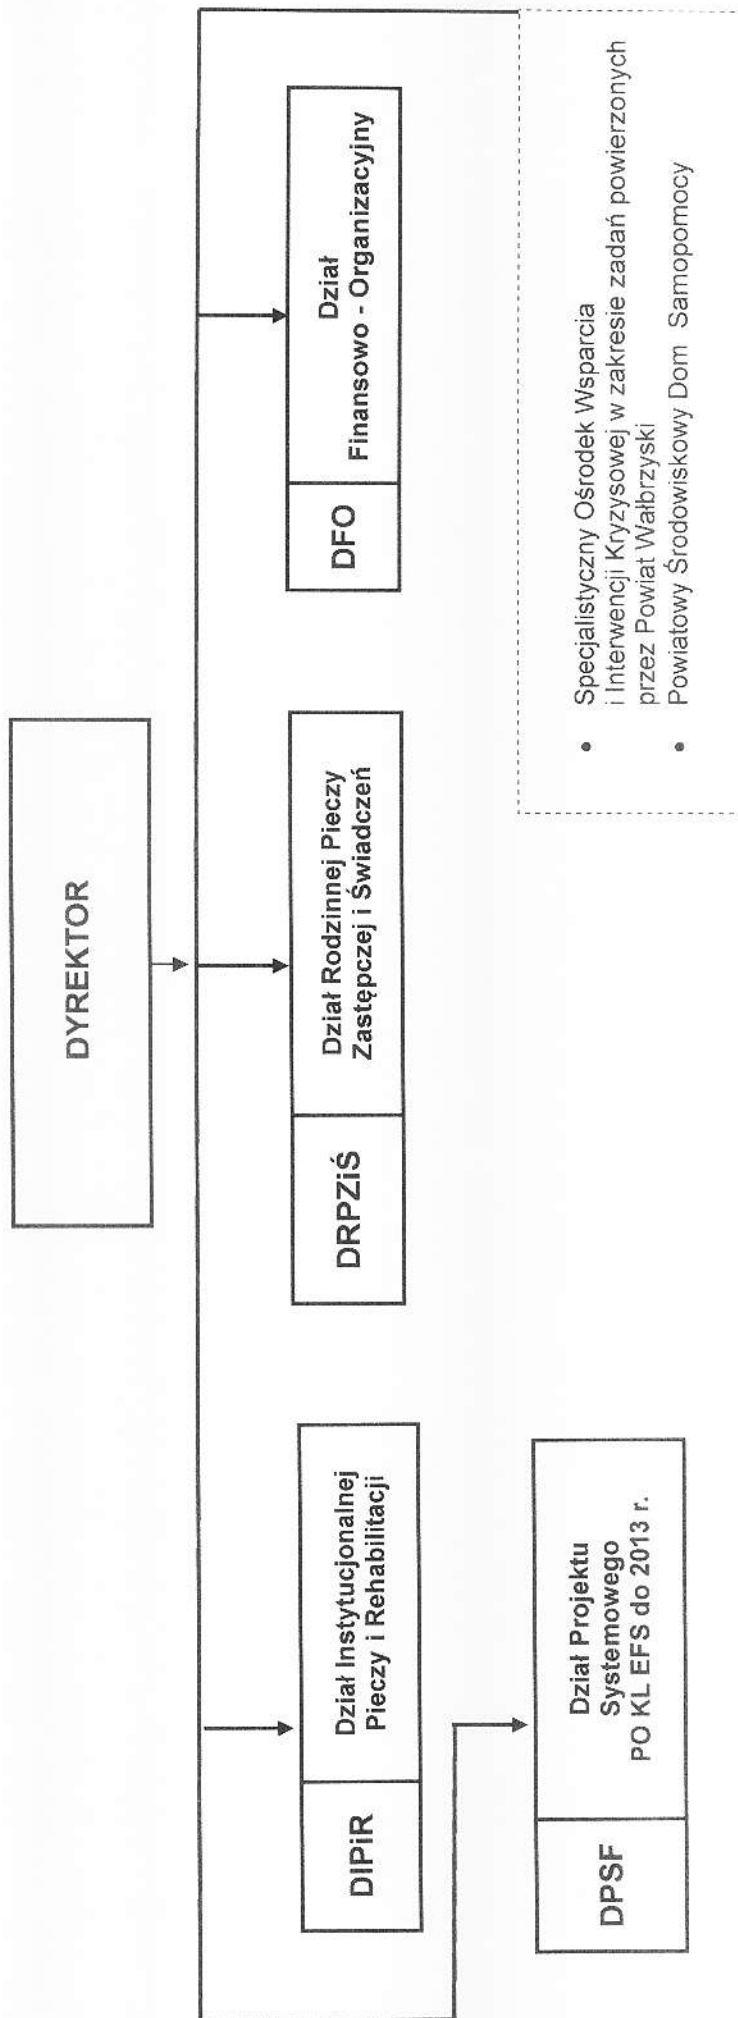 DYREKTOR
DIPiR
Dział Instytucjonalnej
Pieczy i Rehabilitacji
DRPZiŚ
Dział Rodzinnej Pieczy
Zastępczej i Świadczeń
DFO
Dział
Finansowo - Organizacyjny
DPSF
Dział Projektu
Systemowego
PO KL EFS do 2013 r.
• Specjalistyczny Ośrodek Wsparcia
i Interwencji Kryzysowej w zakresie zadań powierzonych
przez Powiat Wałbrzyski
• Powiatowy Środowiskowy Dom Samopomocy